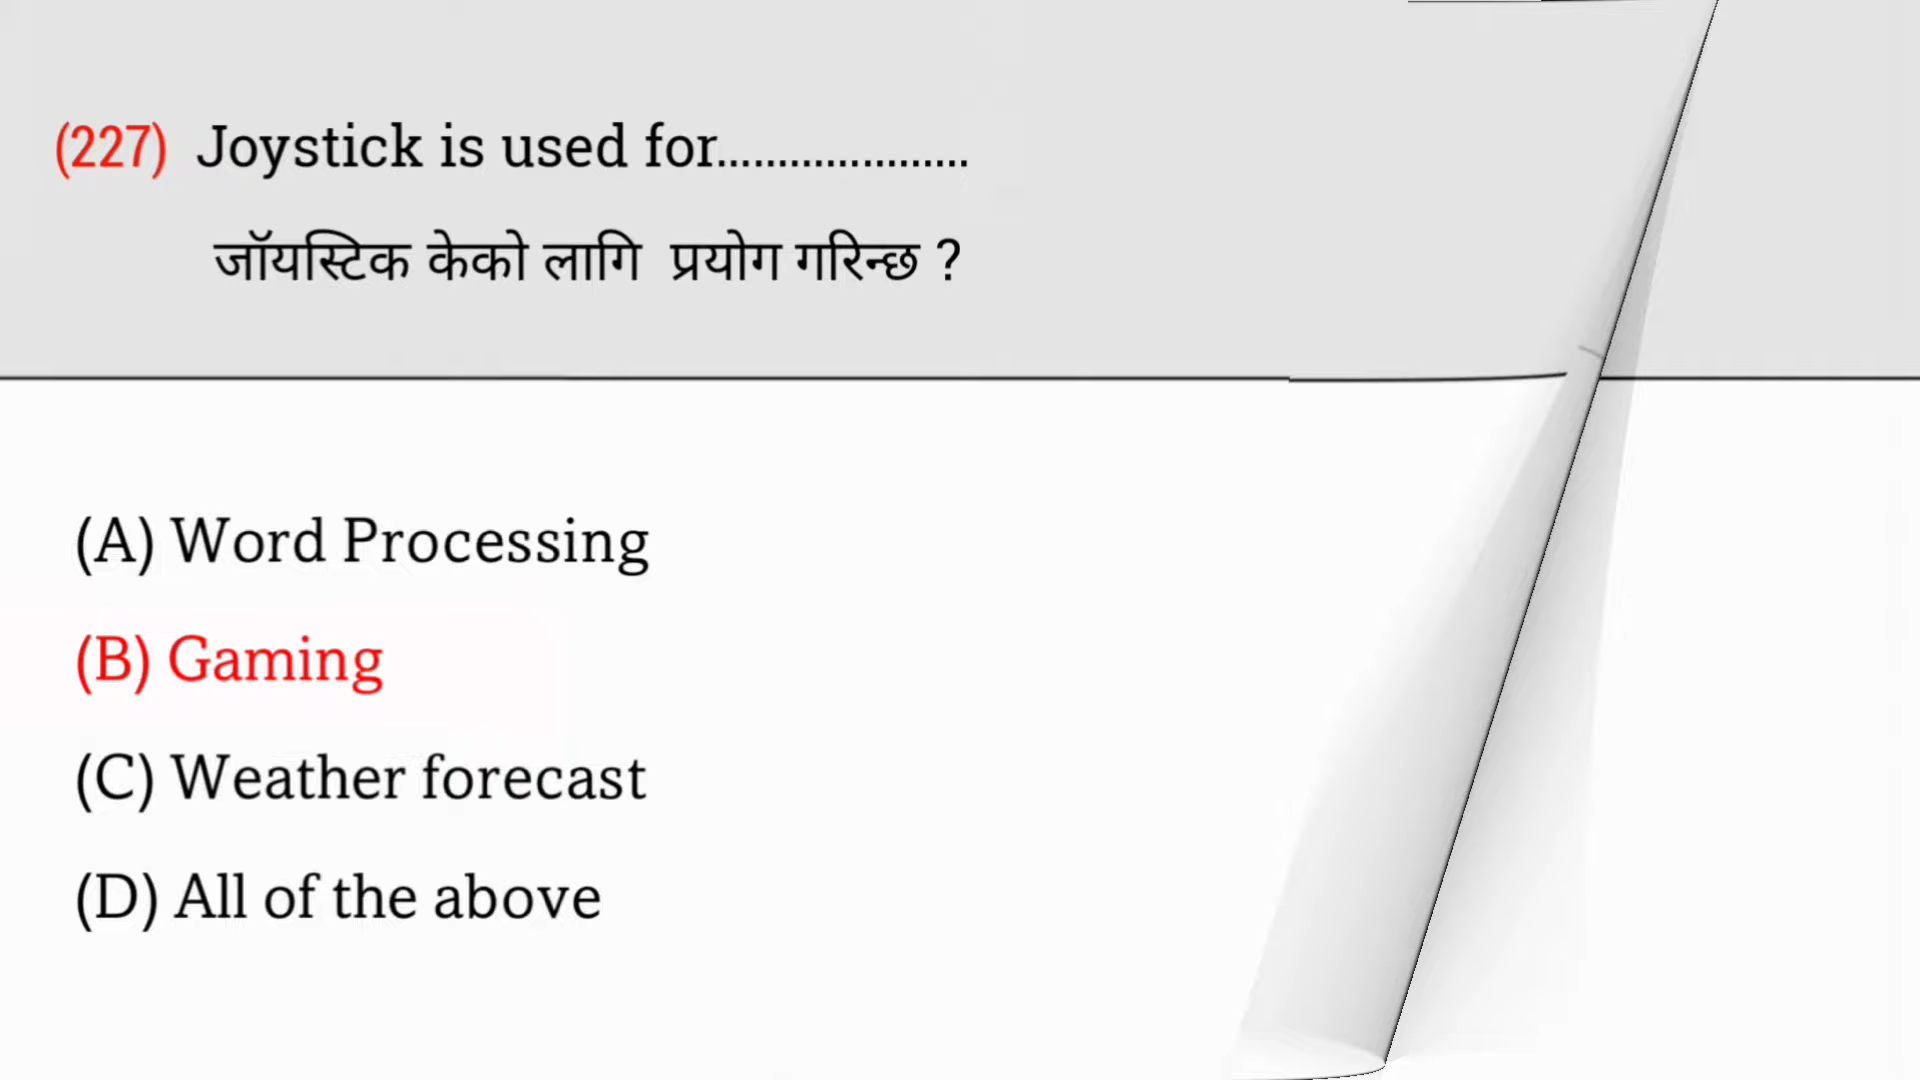 (227) Joystick is used for.....................
जॉयस्टिक केको लागि प्रयोग गरिन्छ ?
(A) Word Processing
(B) Gaming
(C) Weather forecast
(D) All of the above